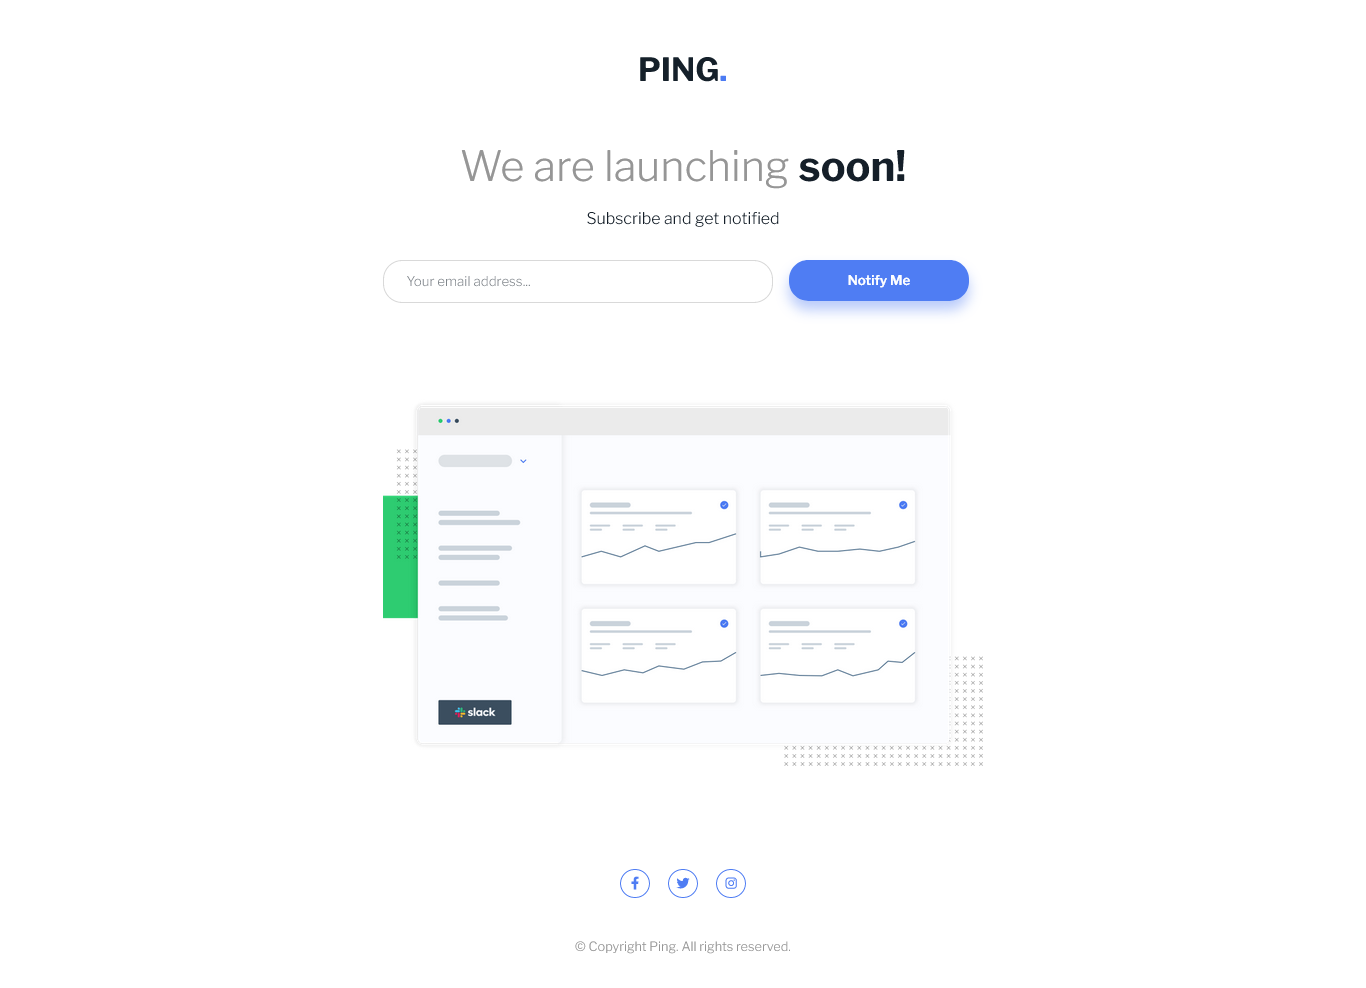 PING.
We are launching soon!
Subscribe and get notified
Your email address...
Notify Me
slack
© Copyright Ping. All rights reserved.